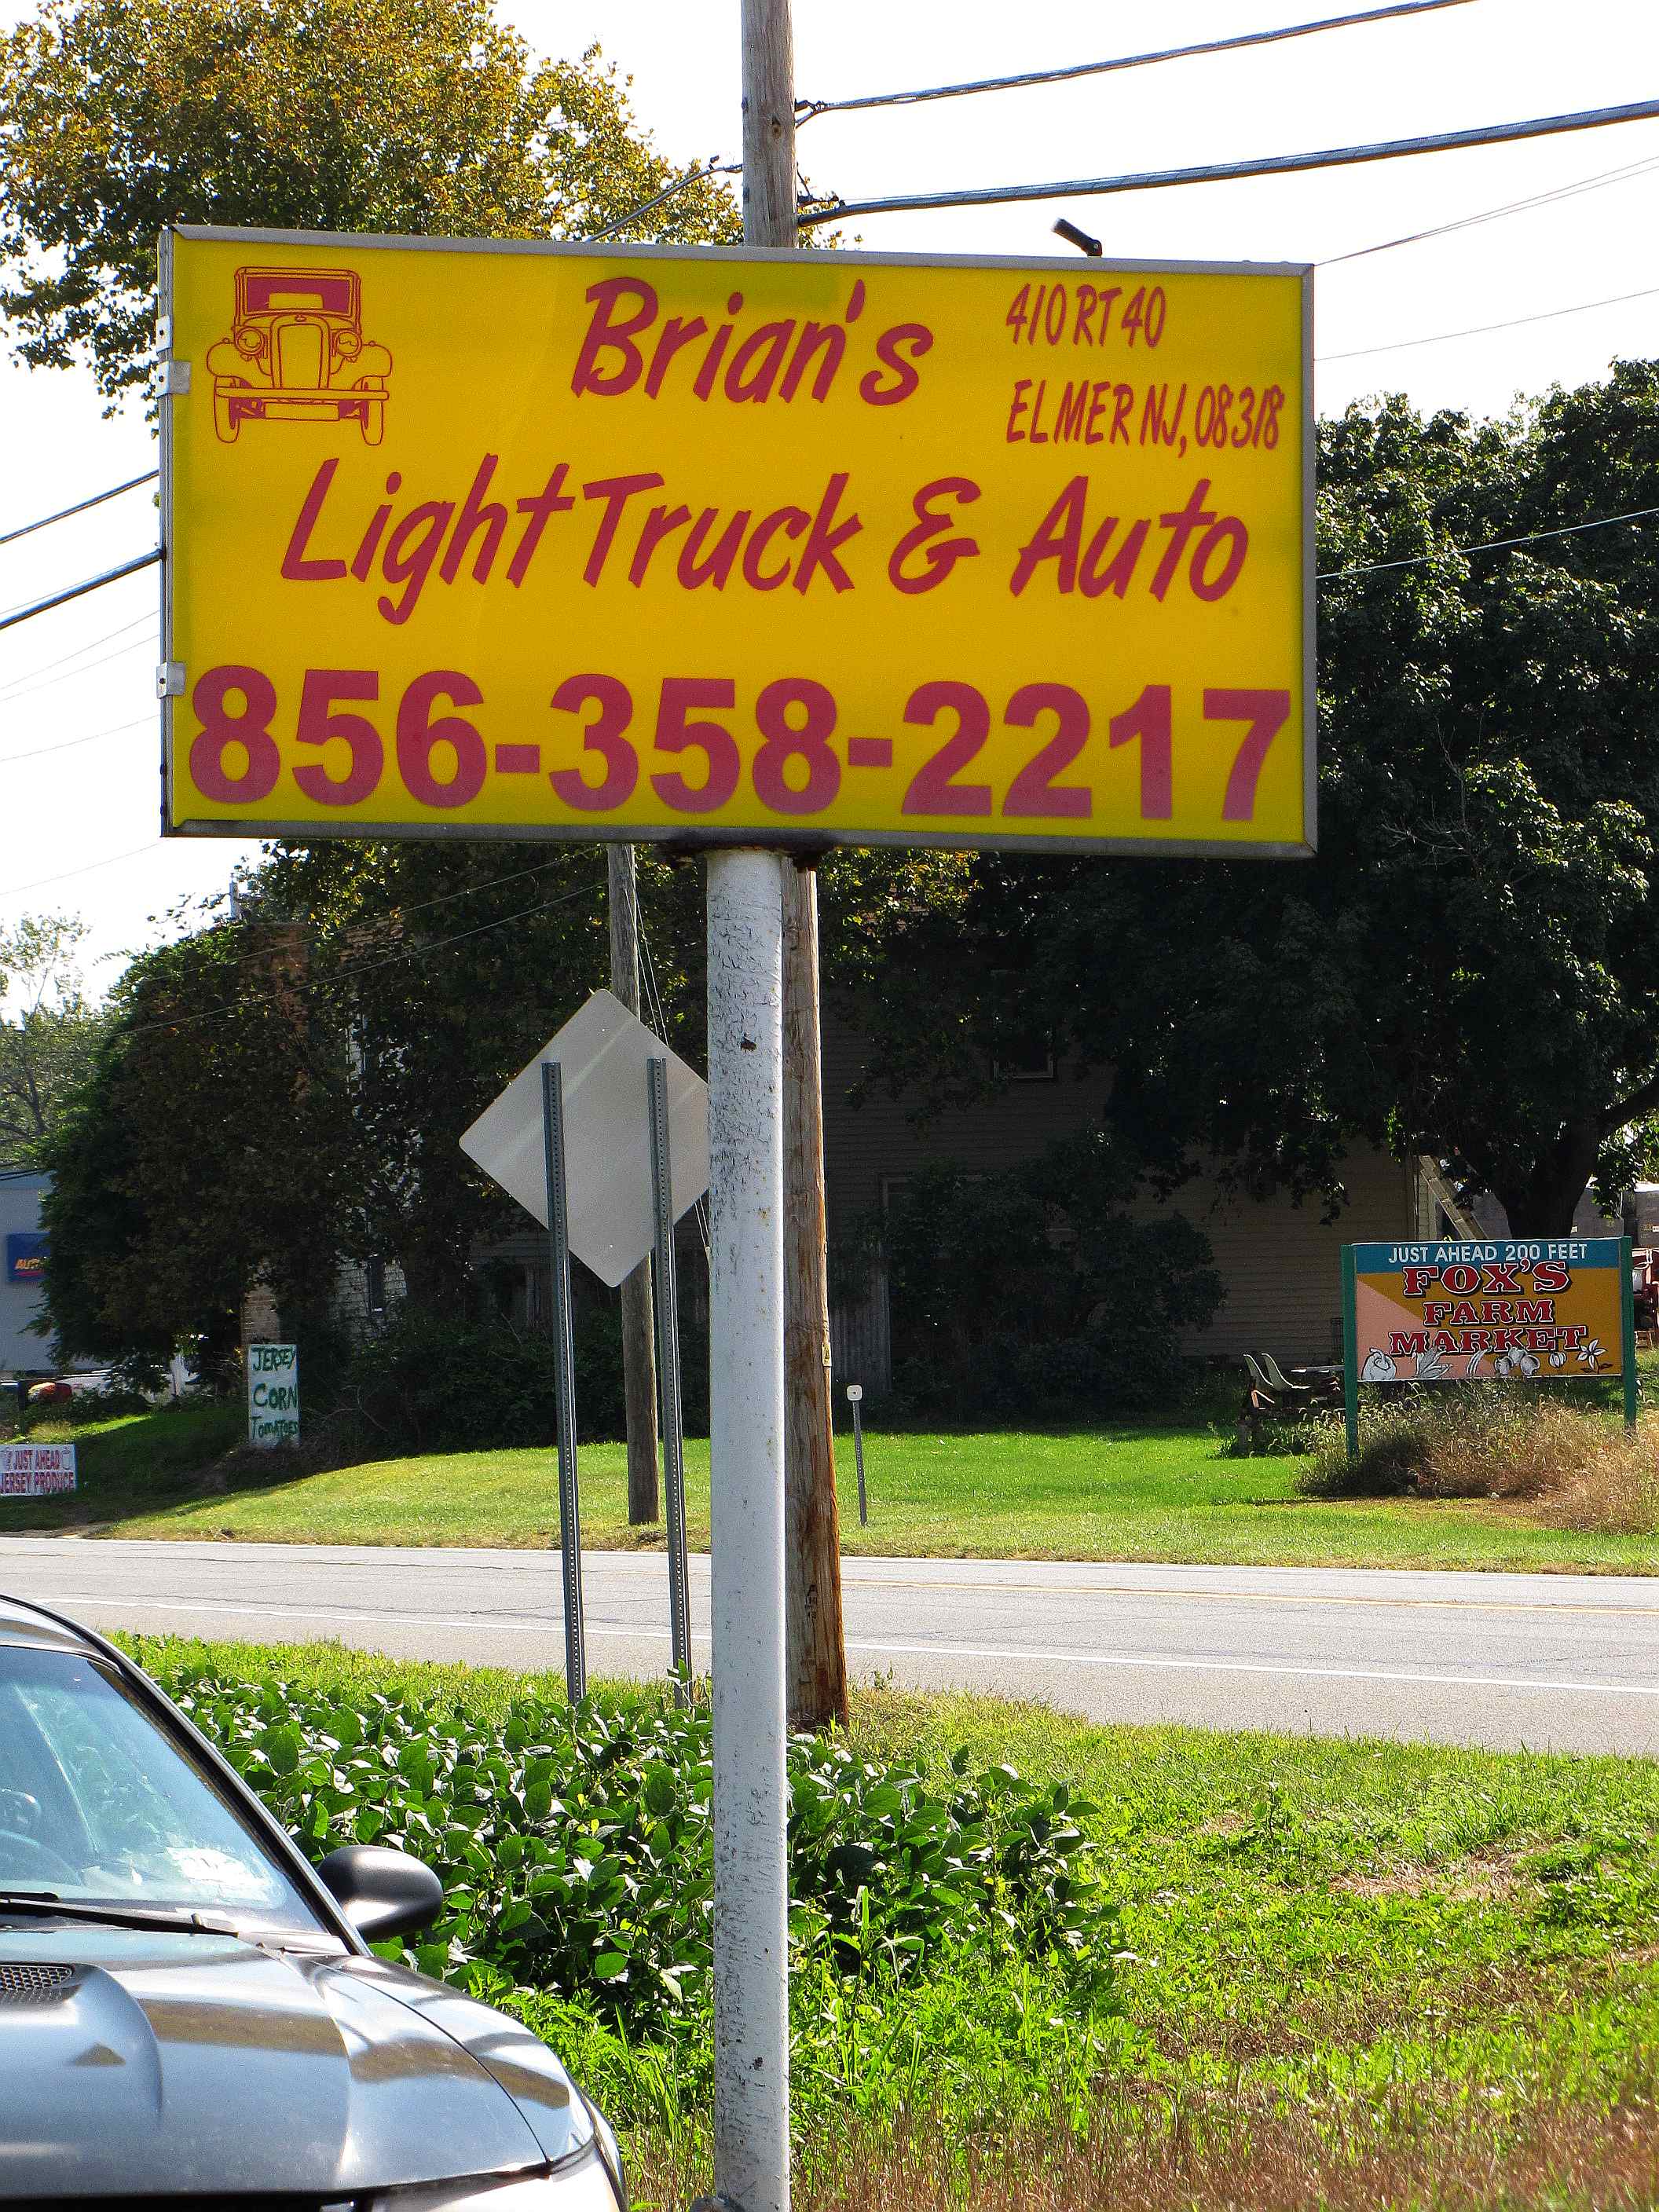 Brian's
410 RT 40
ELMER NJ, 08318
Light Truck & Auto
856-358-2217
JUST AHEAD 200 FEET
FOX'S
FARM
MARKET
JERSEY
CORN
TOMATOES
JUST AHEAD
JERSEY PRODUCE